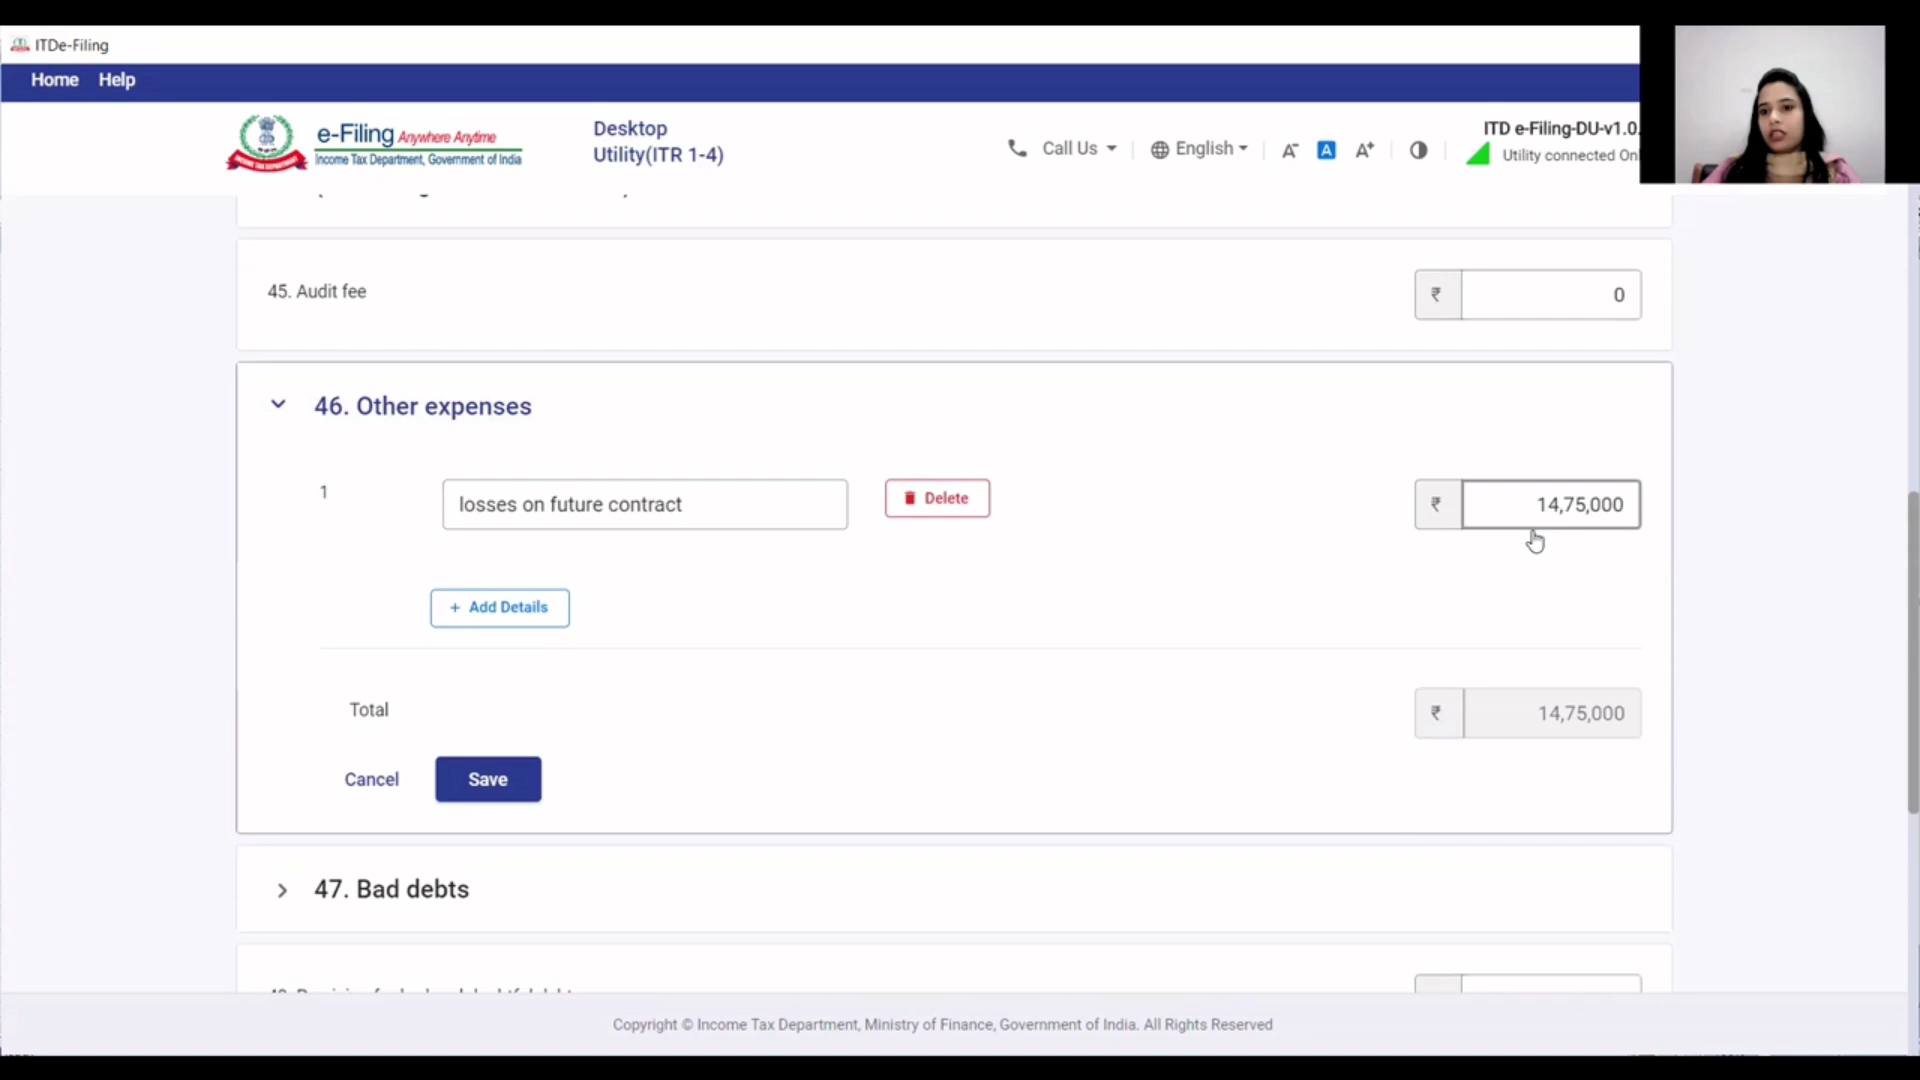 ITDe-Filing
Home Help
e-Filing Anywhere Anytime
Income Tax Department, Government of India
Desktop
Utility(ITR 1-4)
Call Us
English
A⁻ A A⁺
ITD e-Filing-DU-v1.0.
Utility connected Onl
45. Audit fee ₹ 0
46. Other expenses
1 losses on future contract Delete ₹ 14,75,000
+ Add Details
Total ₹ 14,75,000
Cancel Save
47. Bad debts
Copyright © Income Tax Department, Ministry of Finance, Government of India. All Rights Reserved